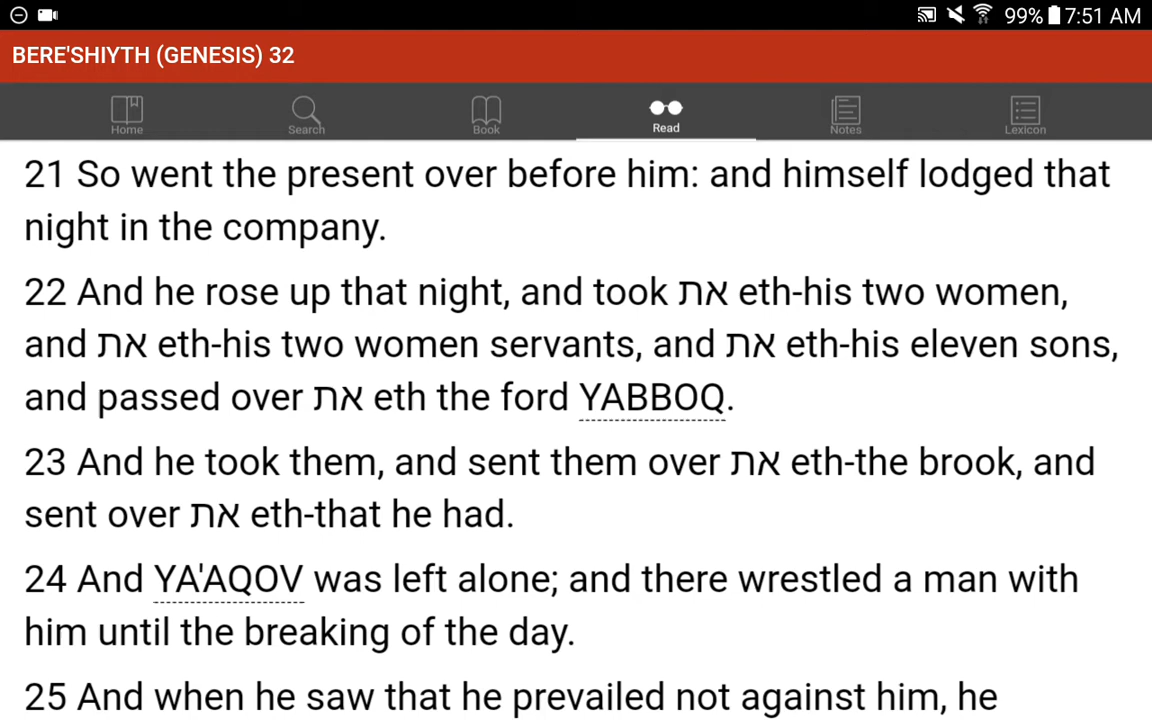 99% 7:51 AM
BERE'SHIYTH (GENESIS) 32
Home Search Book Read Notes Lexicon
21 So went the present over before him: and himself lodged that
night in the company.
22 And he rose up that night, and took את eth-his two women,
and את eth-his two women servants, and את eth-his eleven sons,
and passed over את eth the ford YABBOQ.
23 And he took them, and sent them over את eth-the brook, and
sent over את eth-that he had.
24 And YA'AQOV was left alone; and there wrestled a man with
him until the breaking of the day.
25 And when he saw that he prevailed not against him, he